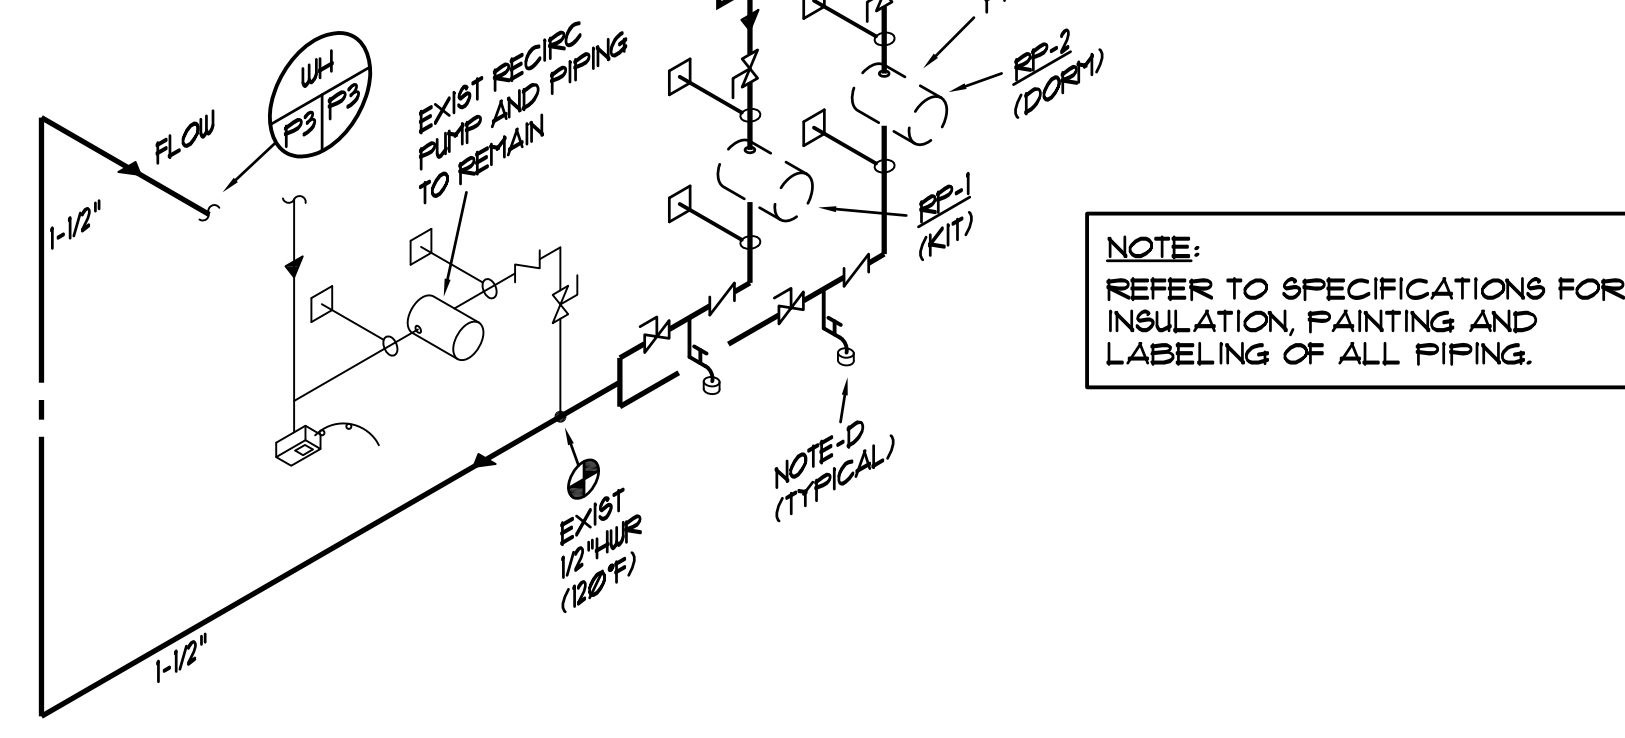 WH
P3 P3
FLOW
1-1/2"
EXIST RECIRC
PUMP AND PIPING
TO REMAIN
RP-2
(DORM)
RP-1
(KIT)
NOTE:
REFER TO SPECIFICATIONS FOR
INSULATION, PAINTING AND
LABELING OF ALL PIPING.
NOTE-D
(TYPICAL)
EXIST
1/2"HWR
(120°F)
1-1/2"